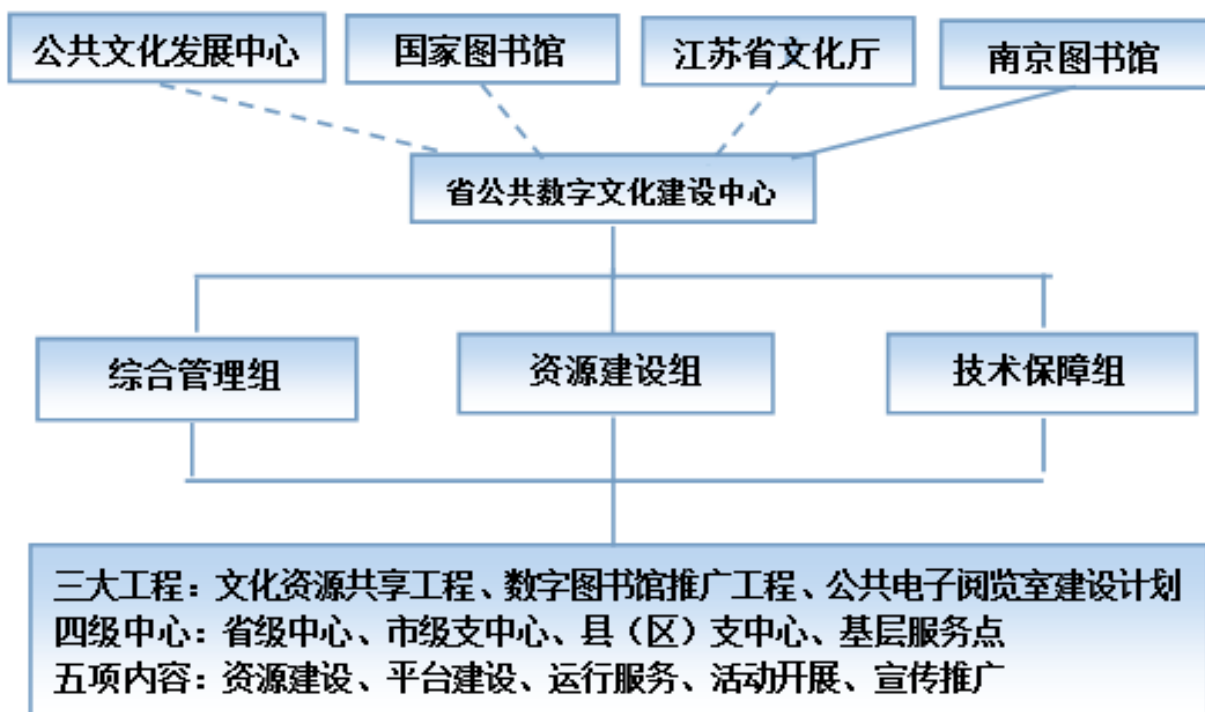 公共文化发展中心
国家图书馆
江苏省文化厅
南京图书馆
省公共数字文化建设中心
综合管理组
资源建设组
技术保障组
三大工程：文化资源共享工程、数字图书馆推广工程、公共电子阅览室建设计划
四级中心：省级中心、市级支中心、县（区）支中心、基层服务点
五项内容：资源建设、平台建设、运行服务、活动开展、宣传推广